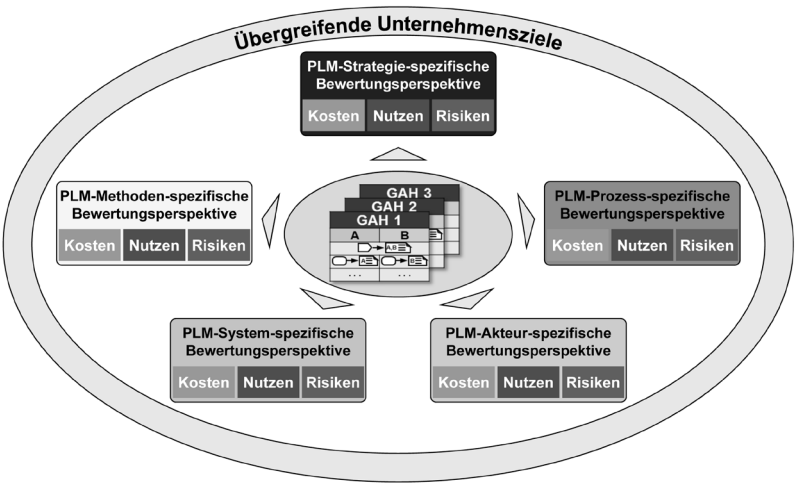 Übergreifende Unternehmensziele
PLM-Strategie-spezifische
Bewertungsperspektive
Kosten Nutzen Risiken
PLM-Methoden-spezifische
Bewertungsperspektive
Kosten Nutzen Risiken
GAH 3
GAH 2
GAH 1
A B
A,B
A B
... ...
PLM-Prozess-spezifische
Bewertungsperspektive
Kosten Nutzen Risiken
PLM-System-spezifische
Bewertungsperspektive
Kosten Nutzen Risiken
PLM-Akteur-spezifische
Bewertungsperspektive
Kosten Nutzen Risiken